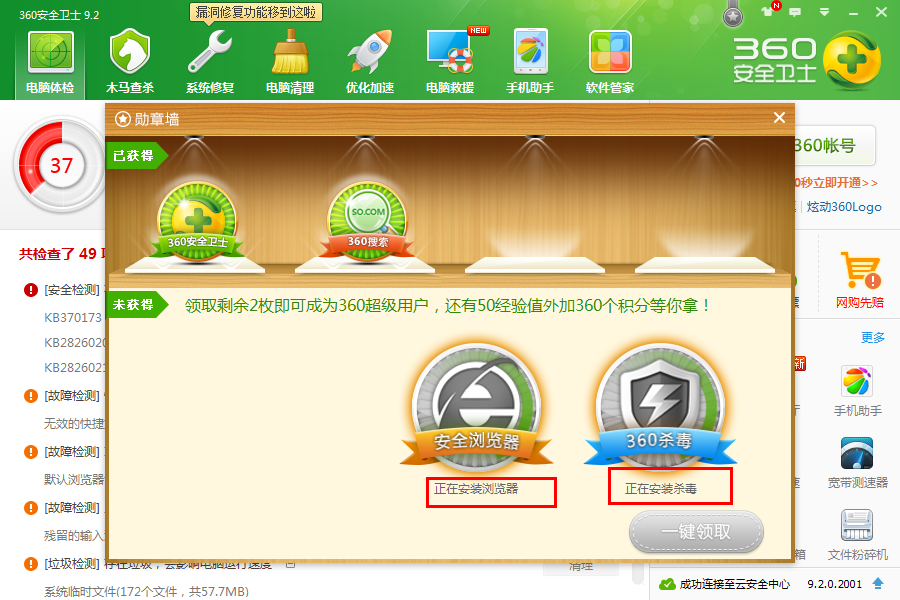 漏洞修复功能移到这啦
360安全卫士 9.2
N
NEW
电脑体检 木马查杀 系统修复 电脑清理 优化加速 电脑救援 手机助手 软件管家
360
安全卫士
勋章墙
已获得
360帐号
37
0秒立即开通>>
炫动360Logo
360安全卫士
SO.COM
360搜索
共检查了 49
网购先赔
[安全检测]
未获得
领取剩余2枚即可成为360超级用户，还有50经验值外加360个积分等你拿！
KB370173
KB2826020
KB2826021
更多
新
[故障检测]
无效的快捷
手机助手
安全浏览器
360杀毒
[故障检测]
默认浏览器
宽带测速器
正在安装浏览器
正在安装杀毒
[故障检测]
残留的输入
一键领取
箱
文件粉碎机
[垃圾检测] 存在垃圾，会影响电脑运行速度
清理
系统临时文件(172个文件，共57.7MB)
成功连接至云安全中心 9.2.0.2001